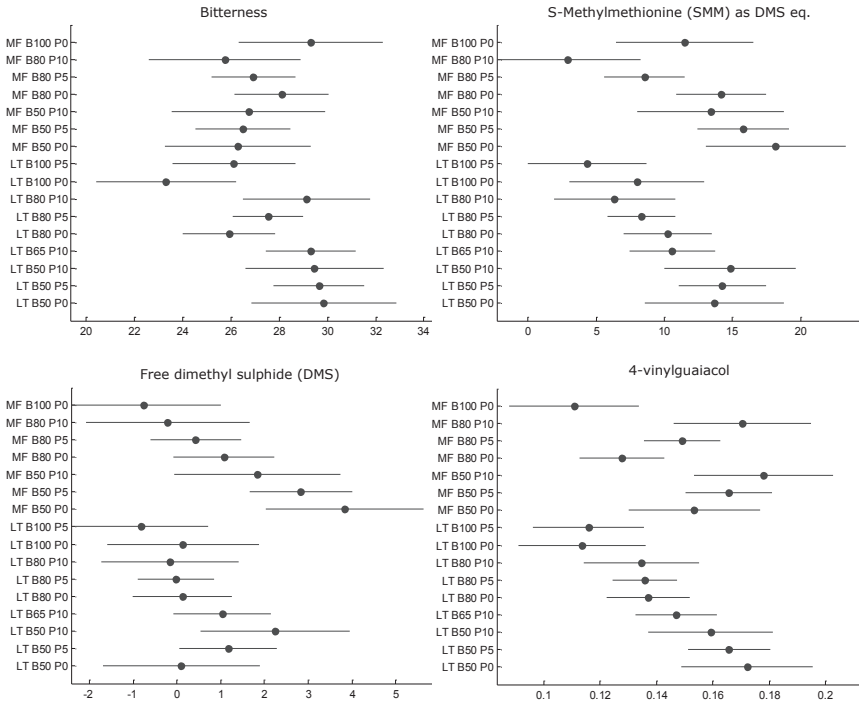 Bitterness
MF B100 P0
MF B80 P10
MF B80 P5
MF B80 P0
MF B50 P10
MF B50 P5
MF B50 P0
LT B100 P5
LT B100 P0
LT B80 P10
LT B80 P5
LT B80 P0
LT B65 P10
LT B50 P10
LT B50 P5
LT B50 P0
20 22 24 26 28 30 32 34
S-Methylmethionine (SMM) as DMS eq.
MF B100 P0
MF B80 P10
MF B80 P5
MF B80 P0
MF B50 P10
MF B50 P5
MF B50 P0
LT B100 P5
LT B100 P0
LT B80 P10
LT B80 P5
LT B80 P0
LT B65 P10
LT B50 P10
LT B50 P5
LT B50 P0
0 5 10 15 20
Free dimethyl sulphide (DMS)
MF B100 P0
MF B80 P10
MF B80 P5
MF B80 P0
MF B50 P10
MF B50 P5
MF B50 P0
LT B100 P5
LT B100 P0
LT B80 P10
LT B80 P5
LT B80 P0
LT B65 P10
LT B50 P10
LT B50 P5
LT B50 P0
-2 -1 0 1 2 3 4 5
4-vinylguaiacol
MF B100 P0
MF B80 P10
MF B80 P5
MF B80 P0
MF B50 P10
MF B50 P5
MF B50 P0
LT B100 P5
LT B100 P0
LT B80 P10
LT B80 P5
LT B80 P0
LT B65 P10
LT B50 P10
LT B50 P5
LT B50 P0
0.1 0.12 0.14 0.16 0.18 0.2